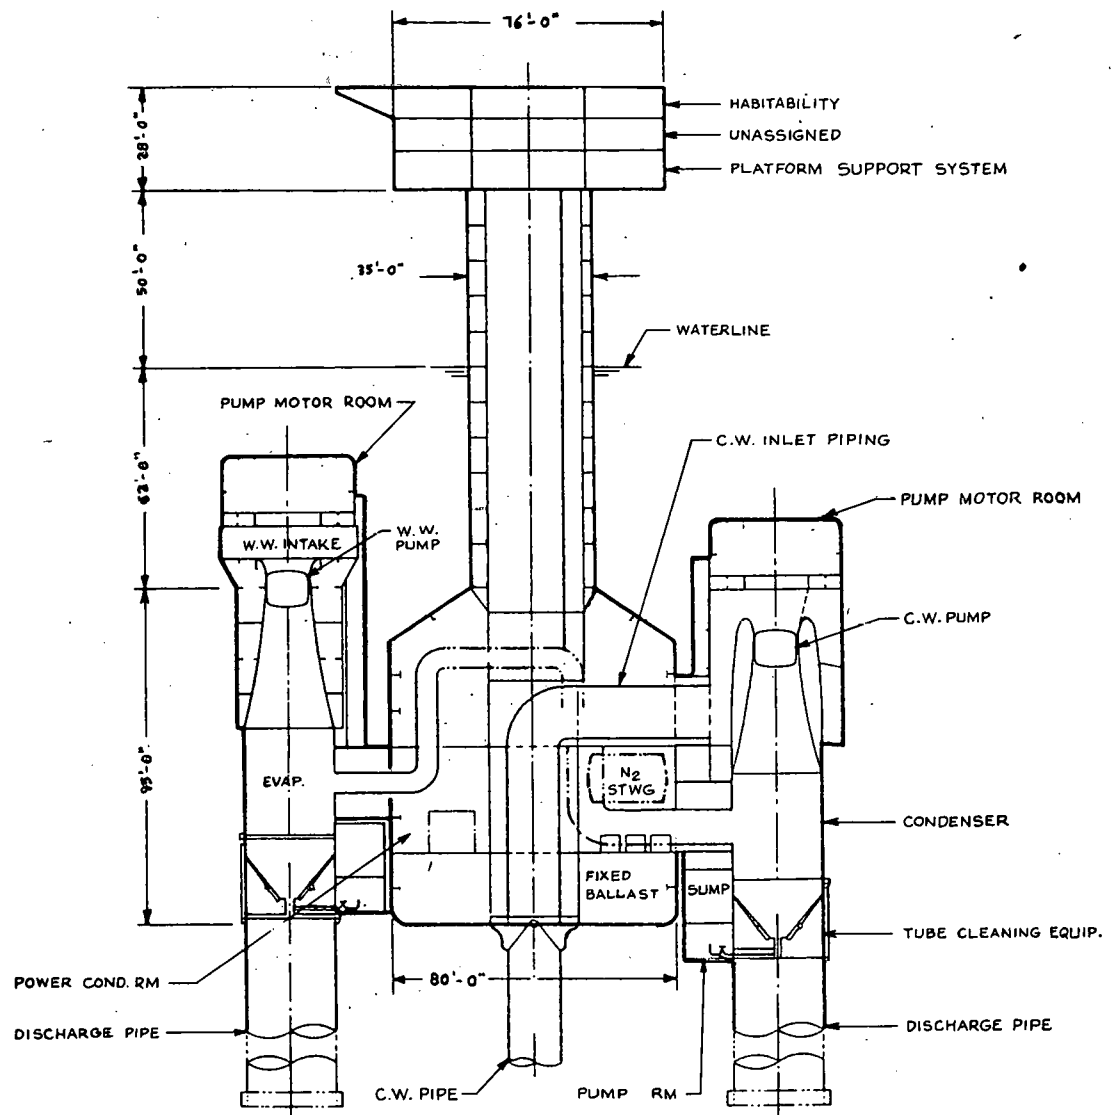 76'-0"
HABITABILITY
UNASSIGNED
PLATFORM SUPPORT SYSTEM
28'-0"
50'-0"
35'-0"
WATERLINE
PUMP MOTOR ROOM
C.W. INLET PIPING
62'-0"
PUMP MOTOR ROOM
W.W. INTAKE
W.W.
PUMP
C.W. PUMP
95'-0"
EVAP.
N2
STWG
CONDENSER
FIXED
BALLAST
SUMP
TUBE CLEANING EQUIP.
POWER COND. RM
80'-0"
DISCHARGE PIPE
DISCHARGE PIPE
C.W. PIPE
PUMP RM